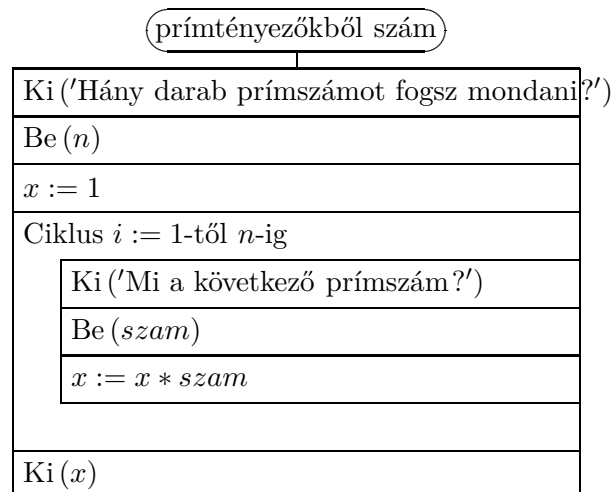 prímtényezőkből szám
Ki ('Hány darab prímszámot fogsz mondani?')
Be (n)
x := 1
Ciklus i := 1-től n-ig
Ki ('Mi a következő prímszám?')
Be (szam)
x := x ∗ szam
Ki (x)